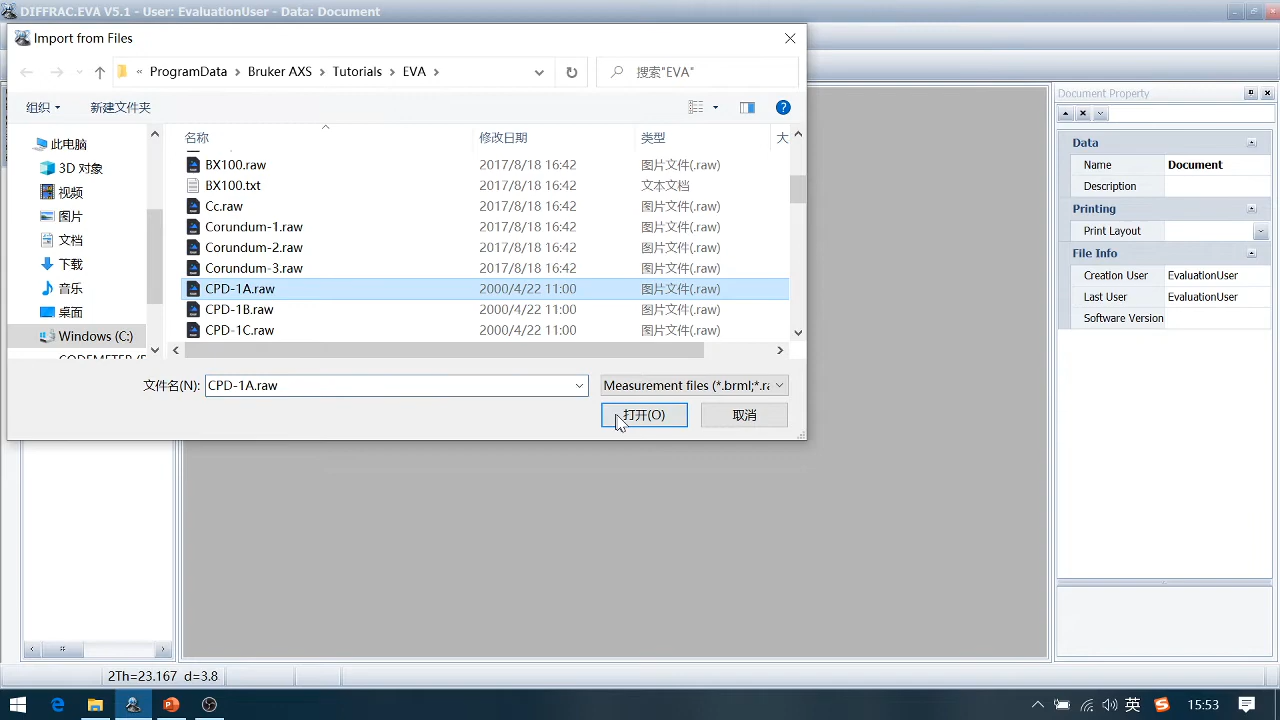 DIFFRAC.EVA V5.1 - User: EvaluationUser - Data: Document
Import from Files
« ProgramData › Bruker AXS › Tutorials › EVA ›
搜索"EVA"
组织
新建文件夹
名称
修改日期
类型
大
此电脑
3D 对象
视频
图片
文档
下载
音乐
桌面
Windows (C:)
BX100.raw 2017/8/18 16:42 图片文件(.raw)
BX100.txt 2017/8/18 16:42 文本文档
Cc.raw 2017/8/18 16:42 图片文件(.raw)
Corundum-1.raw 2017/8/18 16:42 图片文件(.raw)
Corundum-2.raw 2017/8/18 16:42 图片文件(.raw)
Corundum-3.raw 2017/8/18 16:42 图片文件(.raw)
CPD-1A.raw 2000/4/22 11:00 图片文件(.raw)
CPD-1B.raw 2000/4/22 11:00 图片文件(.raw)
CPD-1C.raw 2000/4/22 11:00 图片文件(.raw)
文件名(N): CPD-1A.raw
Measurement files (*.brml;*.ra
打开(O)
取消
Document Property
Data
Name Document
Description
Printing
Print Layout
File Info
Creation User EvaluationUser
Last User EvaluationUser
Software Version
2Th=23.167 d=3.8
英
15:53